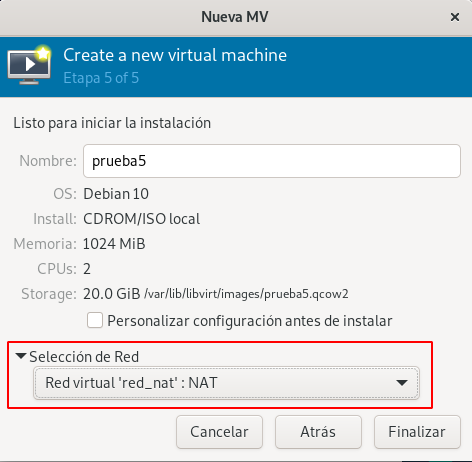 Nueva MV
Create a new virtual machine
Etapa 5 of 5
Listo para iniciar la instalación
Nombre: prueba5
OS: Debian 10
Install: CDROM/ISO local
Memoria: 1024 MiB
CPUs: 2
Storage: 20.0 GiB /var/lib/libvirt/images/prueba5.qcow2
Personalizar configuración antes de instalar
Selección de Red
Red virtual 'red_nat' : NAT
Cancelar Atrás Finalizar